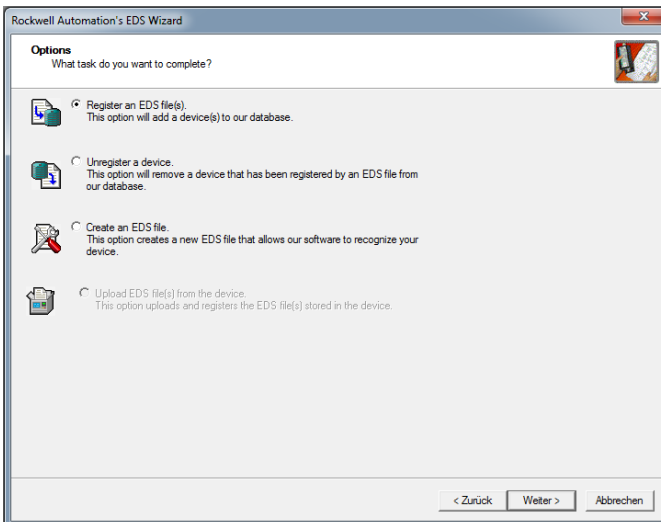 Rockwell Automation's EDS Wizard
Options
What task do you want to complete?
Register an EDS file(s).
This option will add a device(s) to our database.
Unregister a device.
This option will remove a device that has been registered by an EDS file from
our database.
Create an EDS file.
This option creates a new EDS file that allows our software to recognize your
device.
Upload EDS file(s) from the device.
This option uploads and registers the EDS file(s) stored in the device.
< Zurück Weiter > Abbrechen